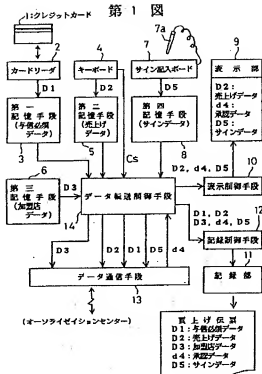 第1図
1:クレジットカード
2
カードリーダ
D1
第一
記憶手段
(与信必須
データ)
3
4
キーボード
D2
第二
記憶手段
(売上げ
データ)
5
Cs
7a
7
サイン記入ボード
D5
第四
記憶手段
(サインデータ)
8
9
表示部
D2:
売上げデータ
d4:
承認データ
D5:
サインデータ
D2, d4, D5
10
表示制御手段
6
第三
記憶手段
(加盟店
データ)
D3
データ転送制御手段
14
D1, D2
D3, d4, D5
12
記録制御手段
11
記録部
D3
D2
D1
D5
d4
データ通信手段
13
(オーソライゼイションセンター)
売上げ伝票
D1:与信必須データ
D2:売上げデータ
D3:加盟店データ
d4:承認データ
D5:サインデータ